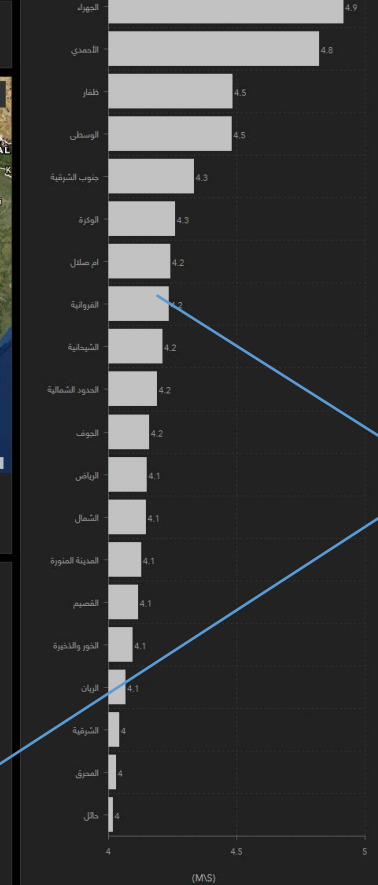 الجهراء 4.9
الأحمدي 4.8
ظفار 4.5
الوسطى 4.5
جنوب الشرقية 4.3
الوكرة 4.3
ام صلال 4.2
الفروانية 4.2
الشيحانية 4.2
الحدود الشمالية 4.2
الجوف 4.2
الرياض 4.1
الشمال 4.1
المدينة المنورة 4.1
القصيم 4.1
الخور والذخيرة 4.1
الريان 4.1
الشرقية 4
المحرق 4
حائل 4
4 4.5 5
(M\S)